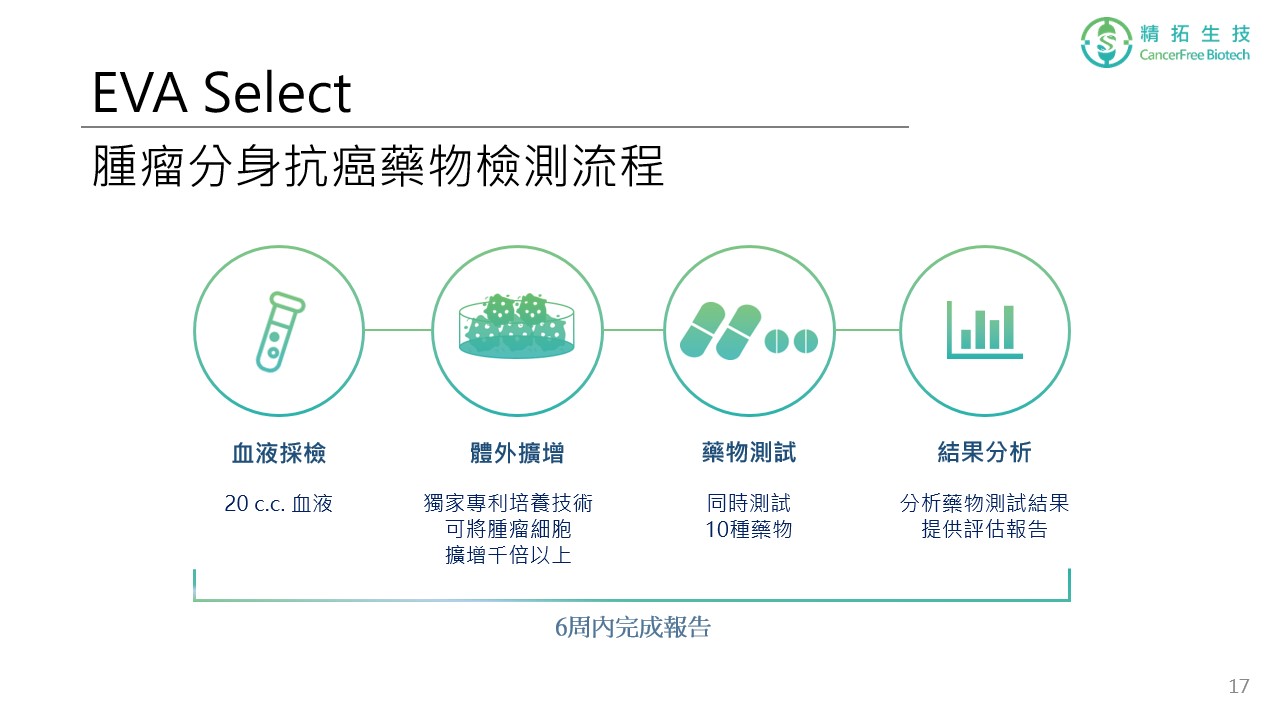 精拓生技
CancerFree Biotech
EVA Select
腫瘤分身抗癌藥物檢測流程
血液採檢
20 c.c. 血液
體外擴增
獨家專利培養技術
可將腫瘤細胞
擴增千倍以上
藥物測試
同時測試
10種藥物
結果分析
分析藥物測試結果
提供評估報告
6周內完成報告
17